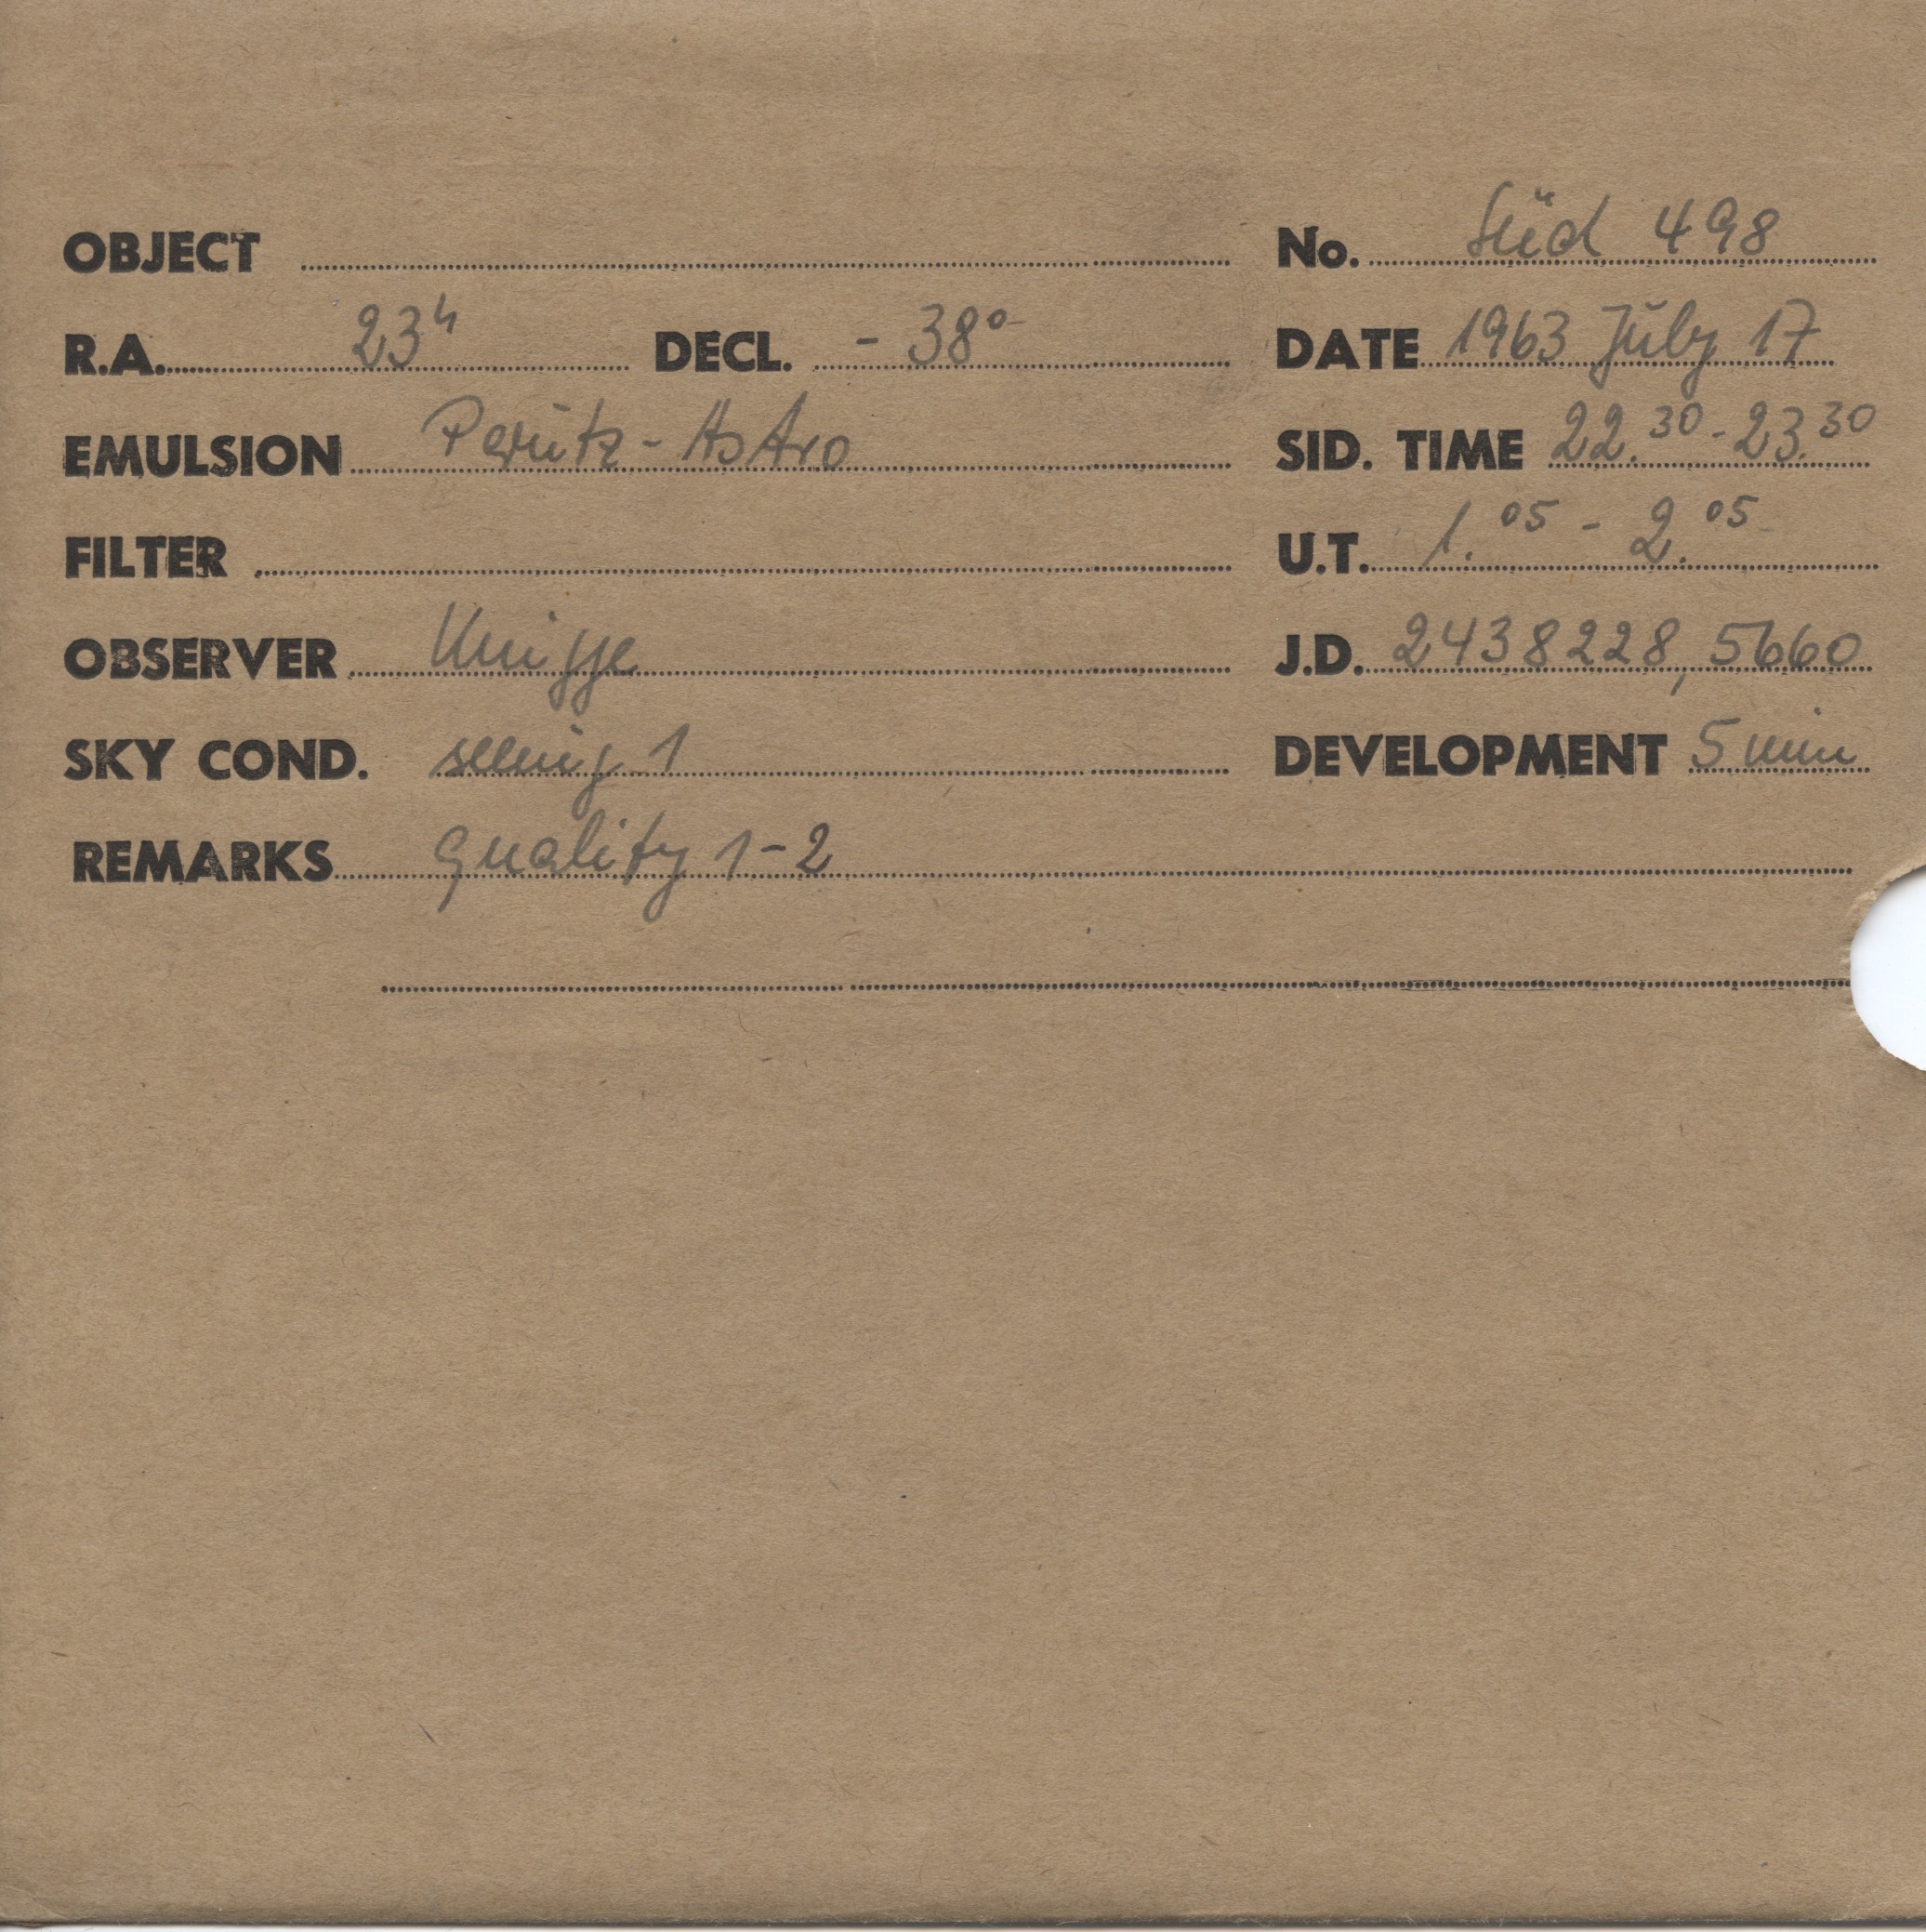 OBJECT No. Süd 498
R.A. 23h DECL. - 38° DATE 1963 July 17
EMULSION Perutz - Astro SID. TIME 22.30 - 23.30
FILTER U.T. 1.05 - 2.05
OBSERVER Knigge J.D. 2438228,5660
SKY COND. seeing 1 DEVELOPMENT 5 min
REMARKS quality 1-2